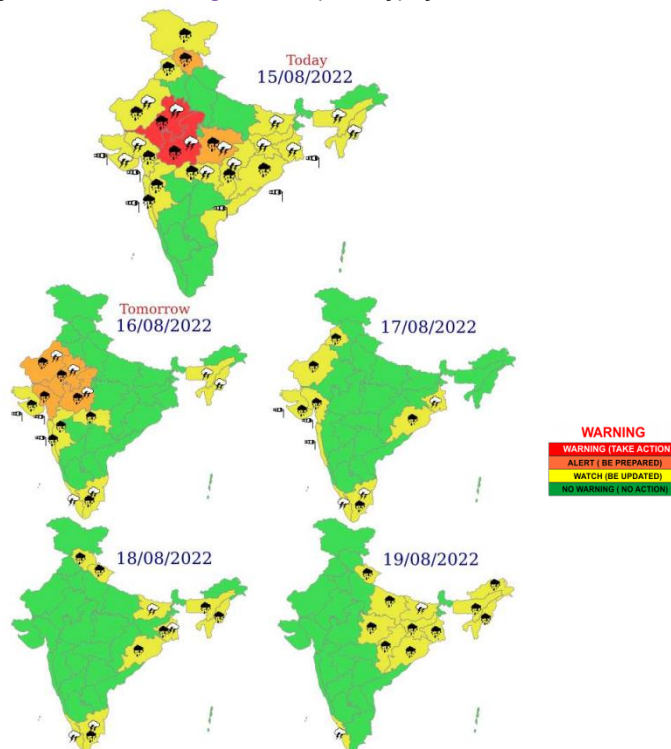 Today
15/08/2022
Tomorrow
16/08/2022
17/08/2022
WARNING
WARNING (TAKE ACTION
ALERT ( BE PREPARED)
WATCH (BE UPDATED)
NO WARNING ( NO ACTION)
18/08/2022
19/08/2022